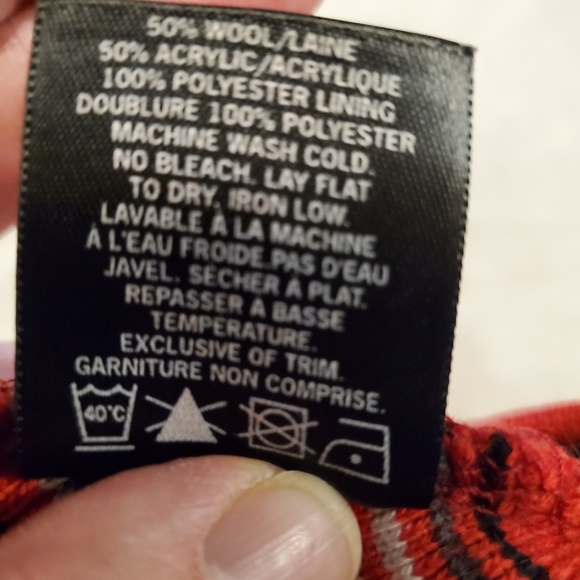 50% WOOL/LAINE
50% ACRYLIC/ACRYLIQUE
100% POLYESTER LINING
DOUBLURE 100% POLYESTER
MACHINE WASH COLD.
NO BLEACH. LAY FLAT
TO DRY. IRON LOW.
LAVABLE À LA MACHINE
À L'EAU FROIDE.PAS D'EAU
JAVEL. SÉCHER À PLAT.
REPASSER À BASSE
TEMPERATURE.
EXCLUSIVE OF TRIM.
GARNITURE NON COMPRISE.
40°C